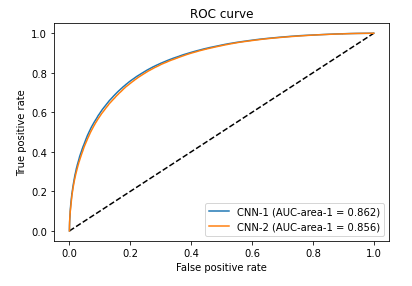 ROC curve
True positive rate
1.0
0.8
0.6
0.4
0.2
0.0
CNN-1 (AUC-area-1 = 0.862)
CNN-2 (AUC-area-1 = 0.856)
0.0 0.2 0.4 0.6 0.8 1.0
False positive rate